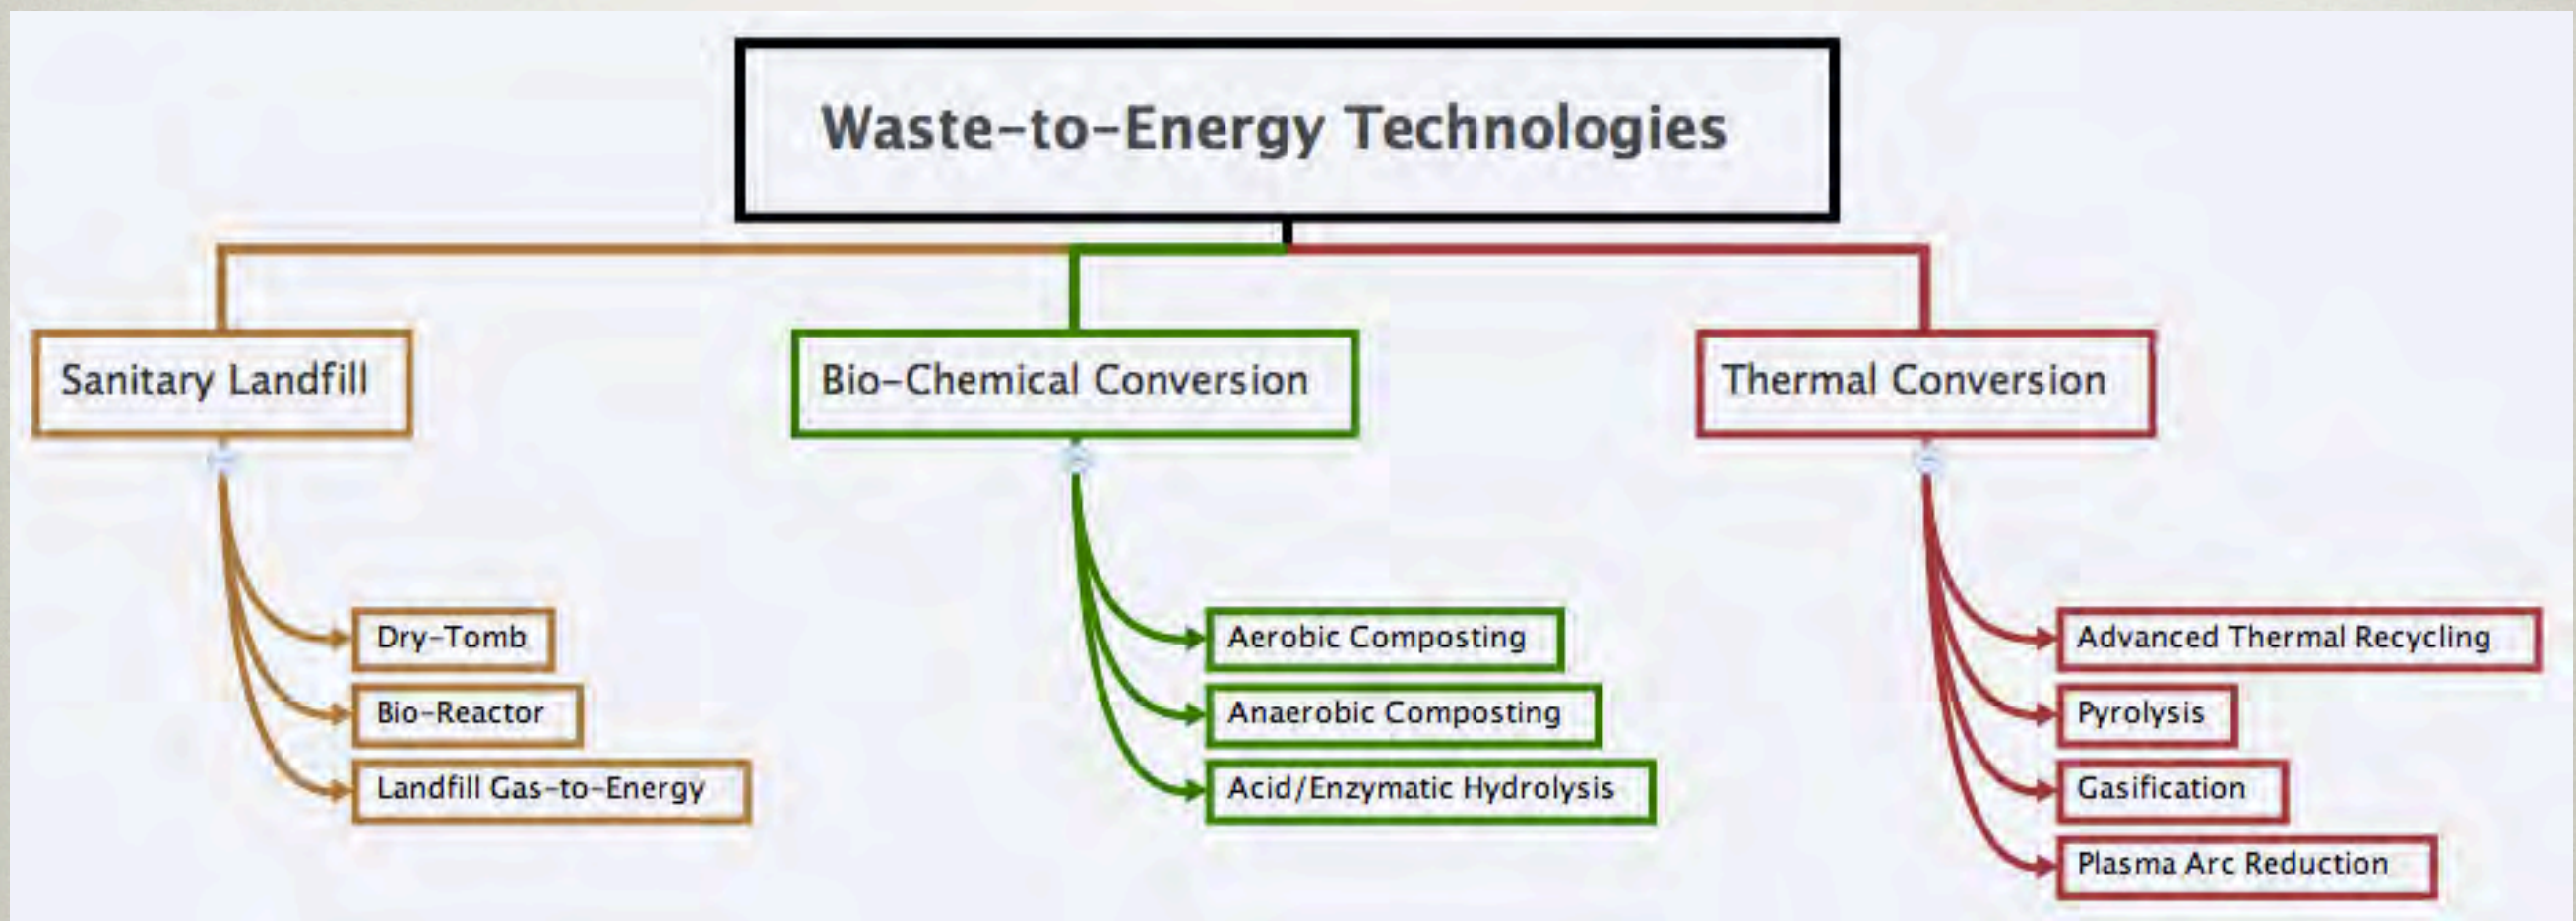 Waste-to-Energy Technologies
Sanitary Landfill
Bio-Chemical Conversion
Thermal Conversion
Dry-Tomb
Bio-Reactor
Landfill Gas-to-Energy
Aerobic Composting
Anaerobic Composting
Acid/Enzymatic Hydrolysis
Advanced Thermal Recycling
Pyrolysis
Gasification
Plasma Arc Reduction